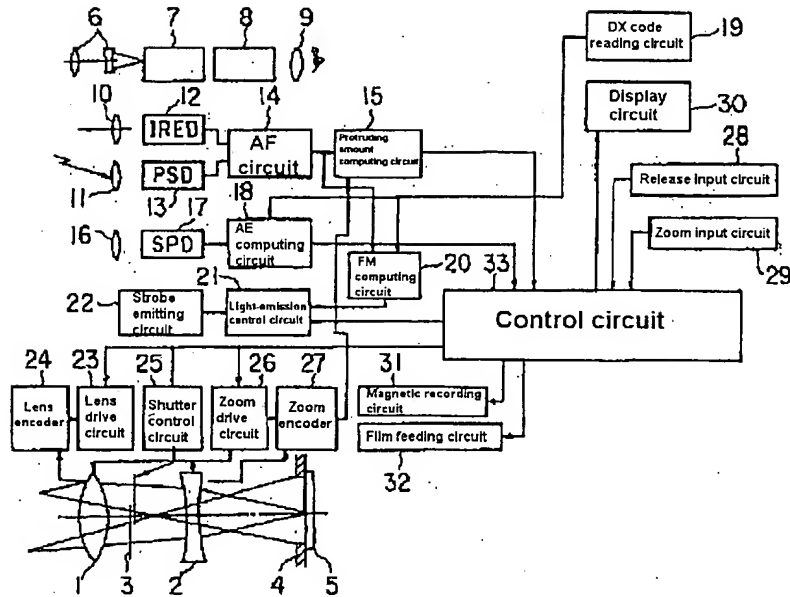 6
7
8
9
DX code
reading circuit
19
10
12
14
15
Display
circuit
30
IRED
AF
circuit
Protruding
amount
computing circuit
28
11
PSD
13
17
18
Release input circuit
16
SPD
AE
computing
circuit
Zoom input circuit
29
FM
computing
circuit
20
33
21
22
Strobe
emitting
circuit
Light-emission
control circuit
Control circuit
24
23
25
26
27
31
Lens
encoder
Lens
drive
circuit
Shutter
control
circuit
Zoom
drive
circuit
Zoom
encoder
Magnetic recording
circuit
Film feeding circuit
32
1
3
2
4
5